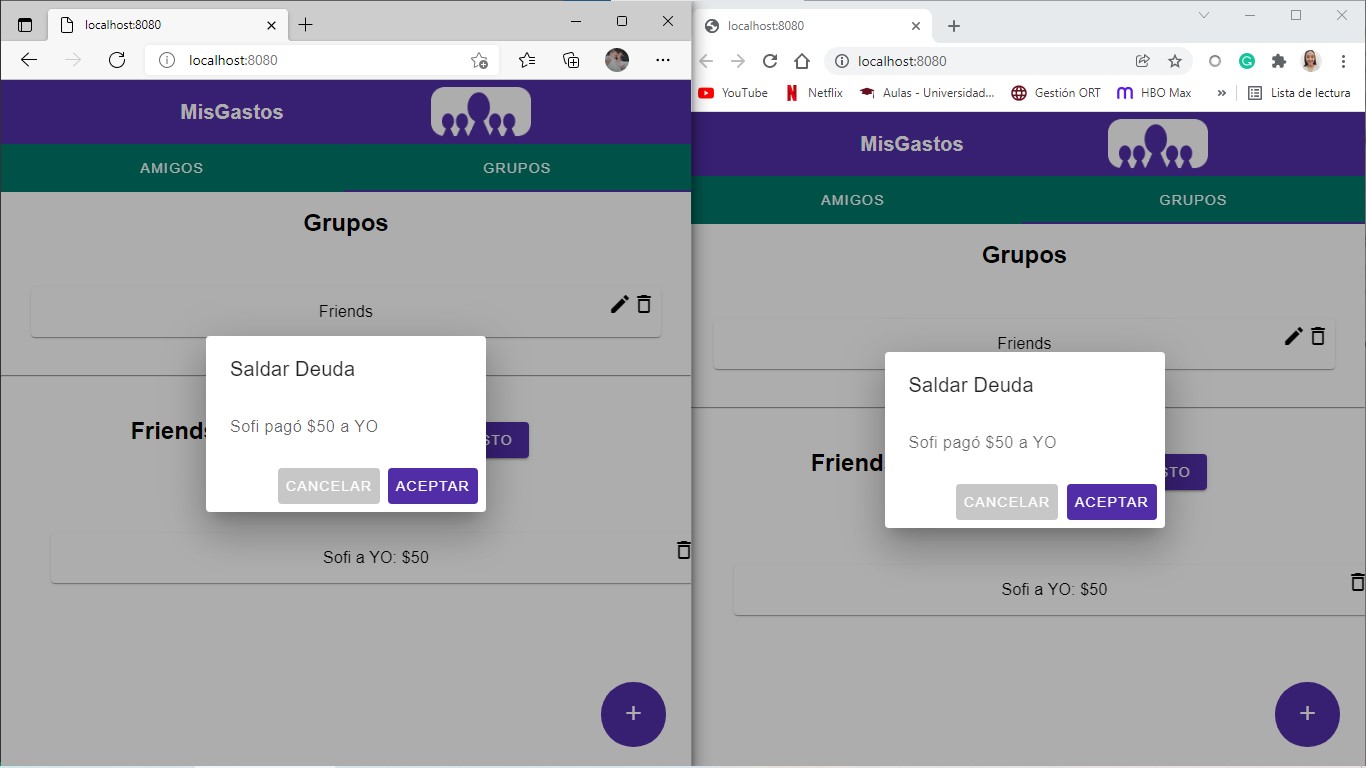 localhost:8080
localhost:8080
MisGastos
AMIGOS
GRUPOS
Grupos
Friends
Saldar Deuda
Friends
STO
Sofi pagó $50 a YO
CANCELAR
ACEPTAR
Sofi a YO: $50
+
localhost:8080
localhost:8080
YouTube
Netflix
Aulas - Universidad...
Gestión ORT
HBO Max
»
Lista de lectura
MisGastos
AMIGOS
GRUPOS
Grupos
Friends
Saldar Deuda
Friend
TO
Sofi pagó $50 a YO
CANCELAR
ACEPTAR
Sofi a YO: $50
+